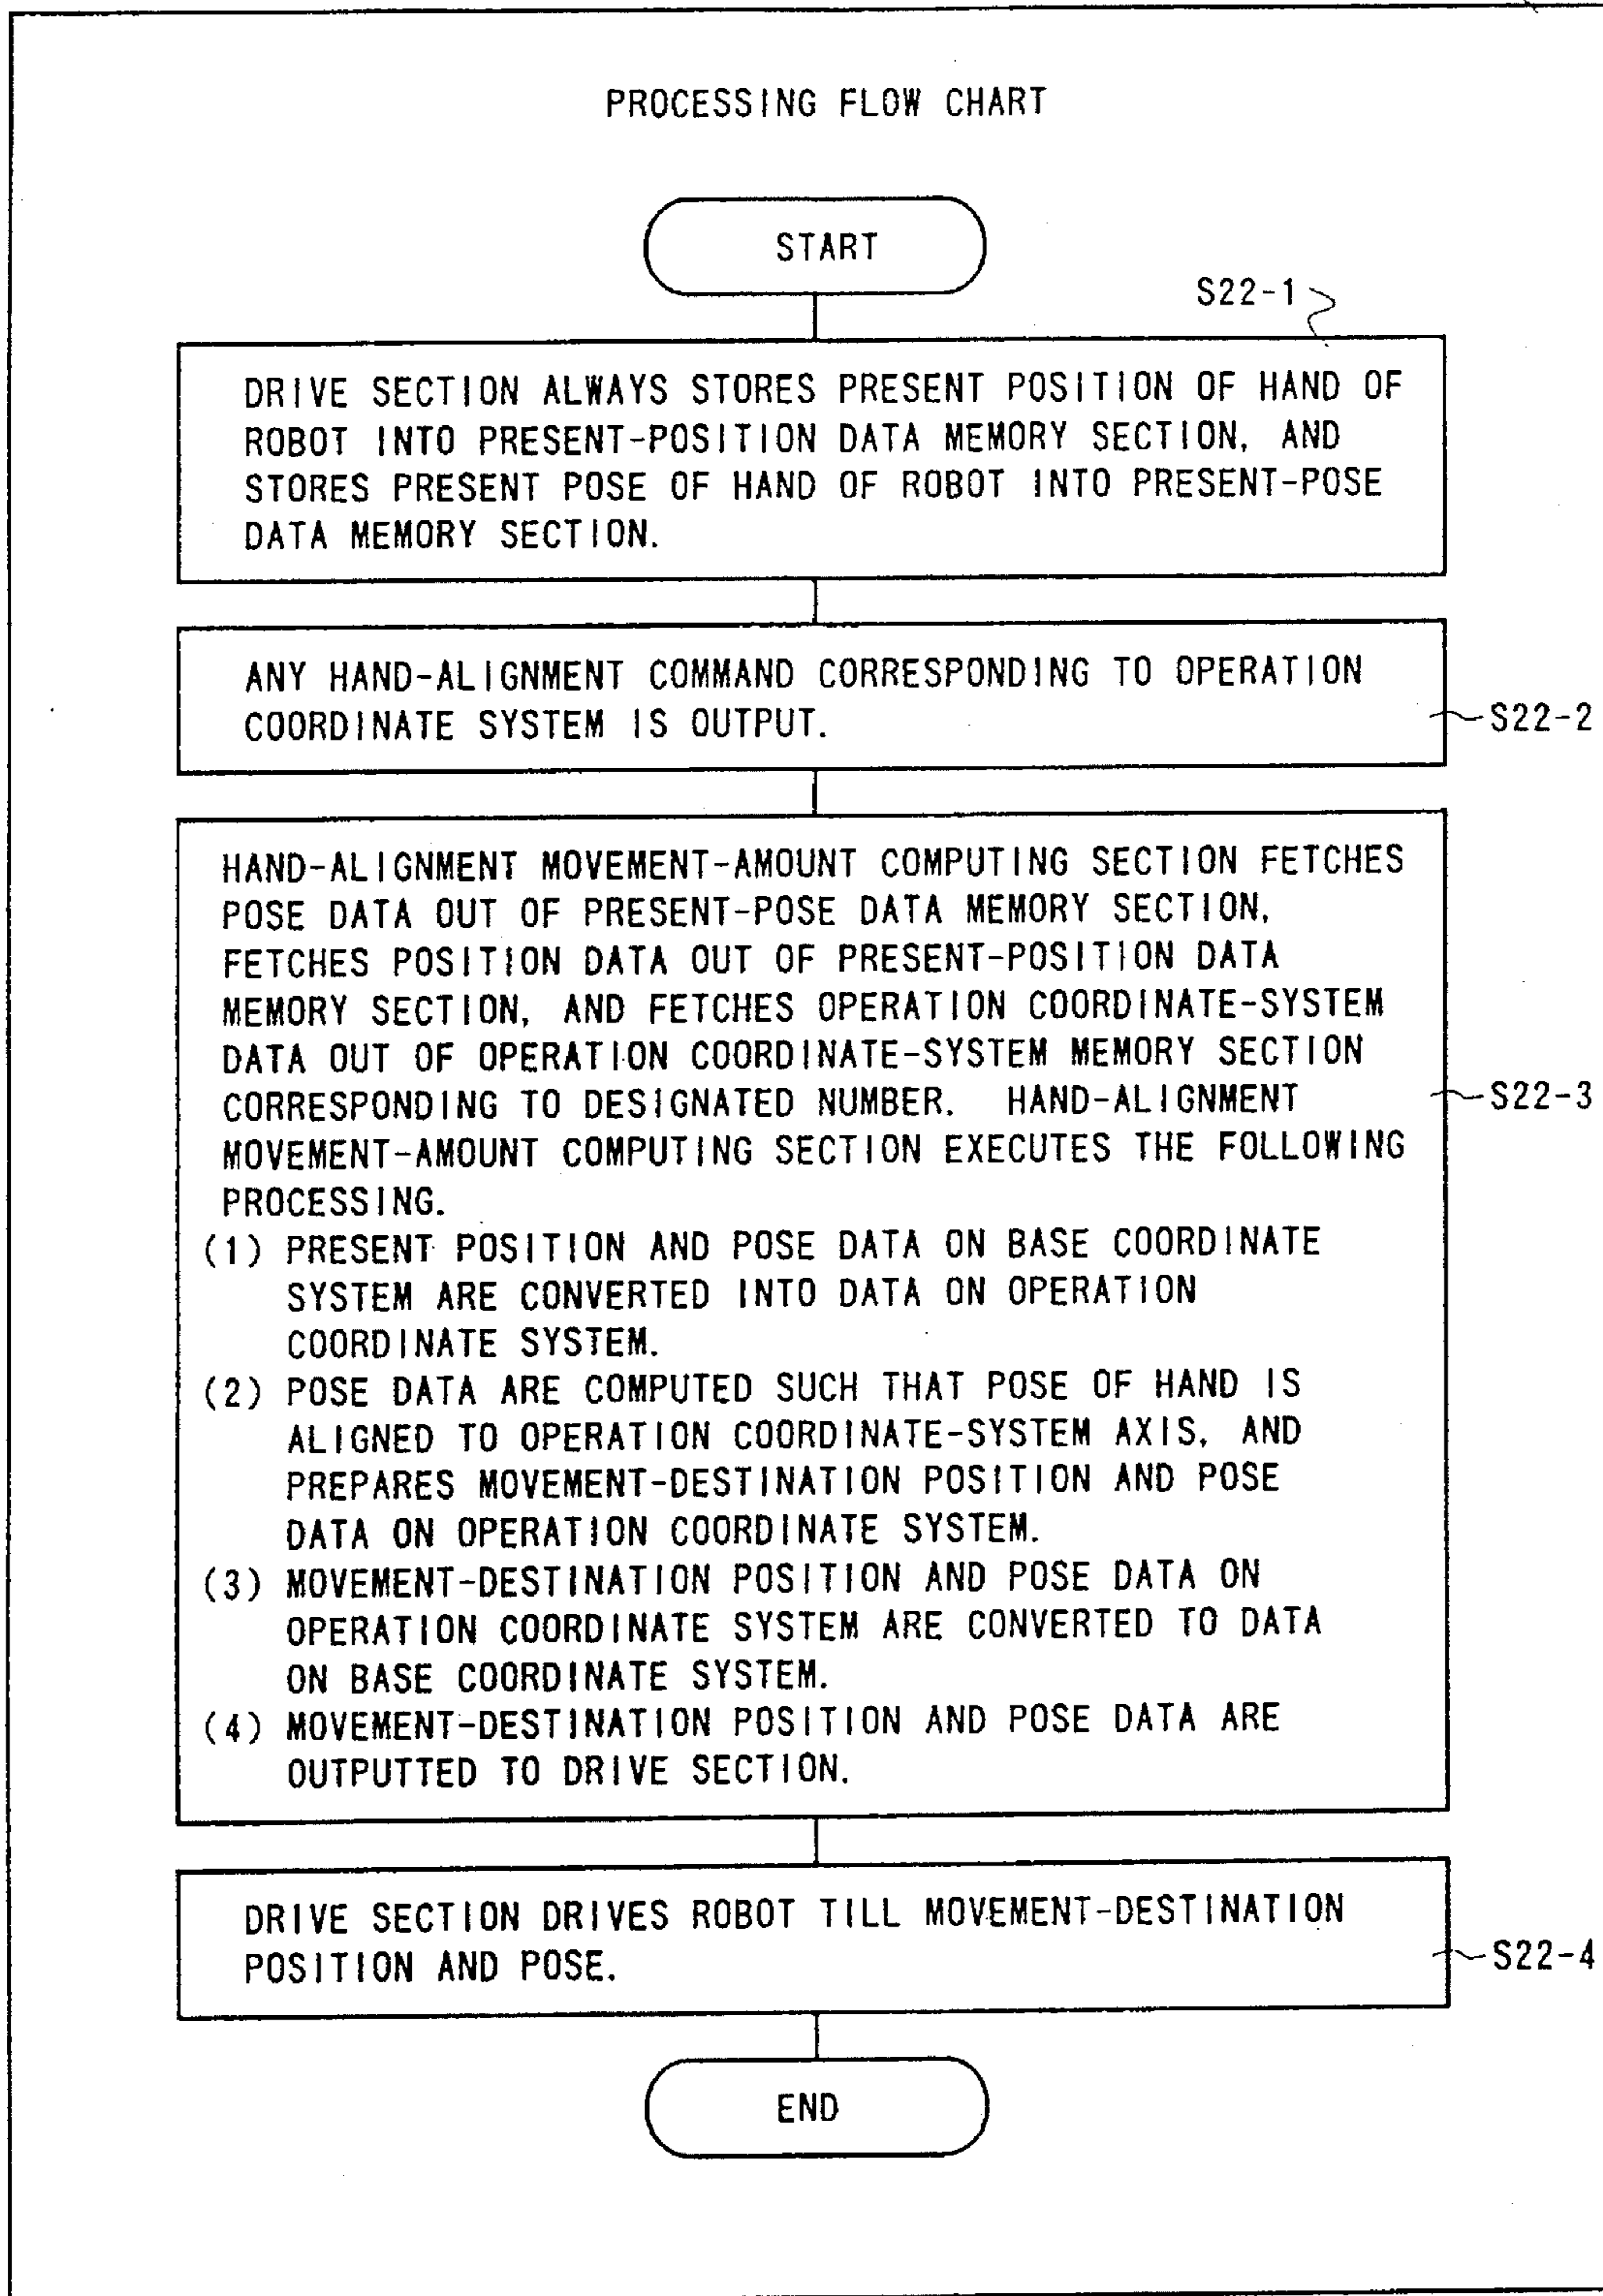 PROCESSING FLOW CHART
START
S22-1
DRIVE SECTION ALWAYS STORES PRESENT POSITION OF HAND OF
ROBOT INTO PRESENT-POSITION DATA MEMORY SECTION, AND
STORES PRESENT POSE OF HAND OF ROBOT INTO PRESENT-POSE
DATA MEMORY SECTION.
ANY HAND-ALIGNMENT COMMAND CORRESPONDING TO OPERATION
COORDINATE SYSTEM IS OUTPUT.
S22-2
HAND-ALIGNMENT MOVEMENT-AMOUNT COMPUTING SECTION FETCHES
POSE DATA OUT OF PRESENT-POSE DATA MEMORY SECTION,
FETCHES POSITION DATA OUT OF PRESENT-POSITION DATA
MEMORY SECTION, AND FETCHES OPERATION COORDINATE-SYSTEM
DATA OUT OF OPERATION COORDINATE-SYSTEM MEMORY SECTION
CORRESPONDING TO DESIGNATED NUMBER. HAND-ALIGNMENT
MOVEMENT-AMOUNT COMPUTING SECTION EXECUTES THE FOLLOWING
PROCESSING.
(1) PRESENT POSITION AND POSE DATA ON BASE COORDINATE
SYSTEM ARE CONVERTED INTO DATA ON OPERATION
COORDINATE SYSTEM.
(2) POSE DATA ARE COMPUTED SUCH THAT POSE OF HAND IS
ALIGNED TO OPERATION COORDINATE-SYSTEM AXIS, AND
PREPARES MOVEMENT-DESTINATION POSITION AND POSE
DATA ON OPERATION COORDINATE SYSTEM.
(3) MOVEMENT-DESTINATION POSITION AND POSE DATA ON
OPERATION COORDINATE SYSTEM ARE CONVERTED TO DATA
ON BASE COORDINATE SYSTEM.
(4) MOVEMENT-DESTINATION POSITION AND POSE DATA ARE
OUTPUTTED TO DRIVE SECTION.
S22-3
DRIVE SECTION DRIVES ROBOT TILL MOVEMENT-DESTINATION
POSITION AND POSE.
S22-4
END